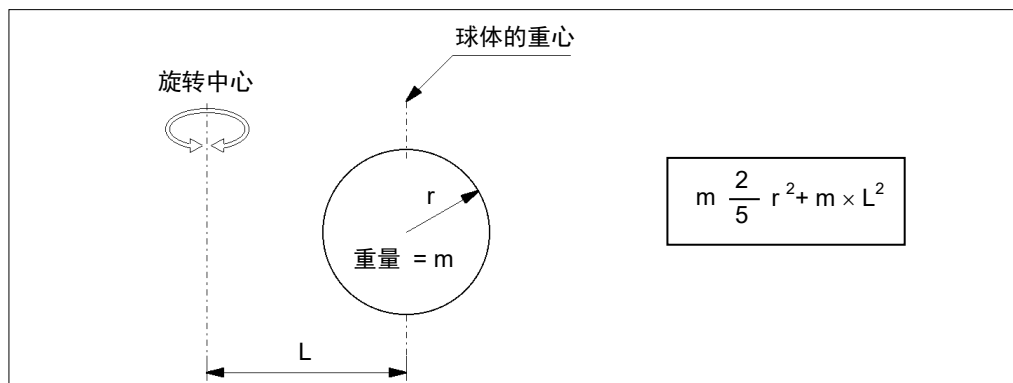 球体的重心
旋转中心
r
m 2/5 r² + m × L²
重量 = m
L